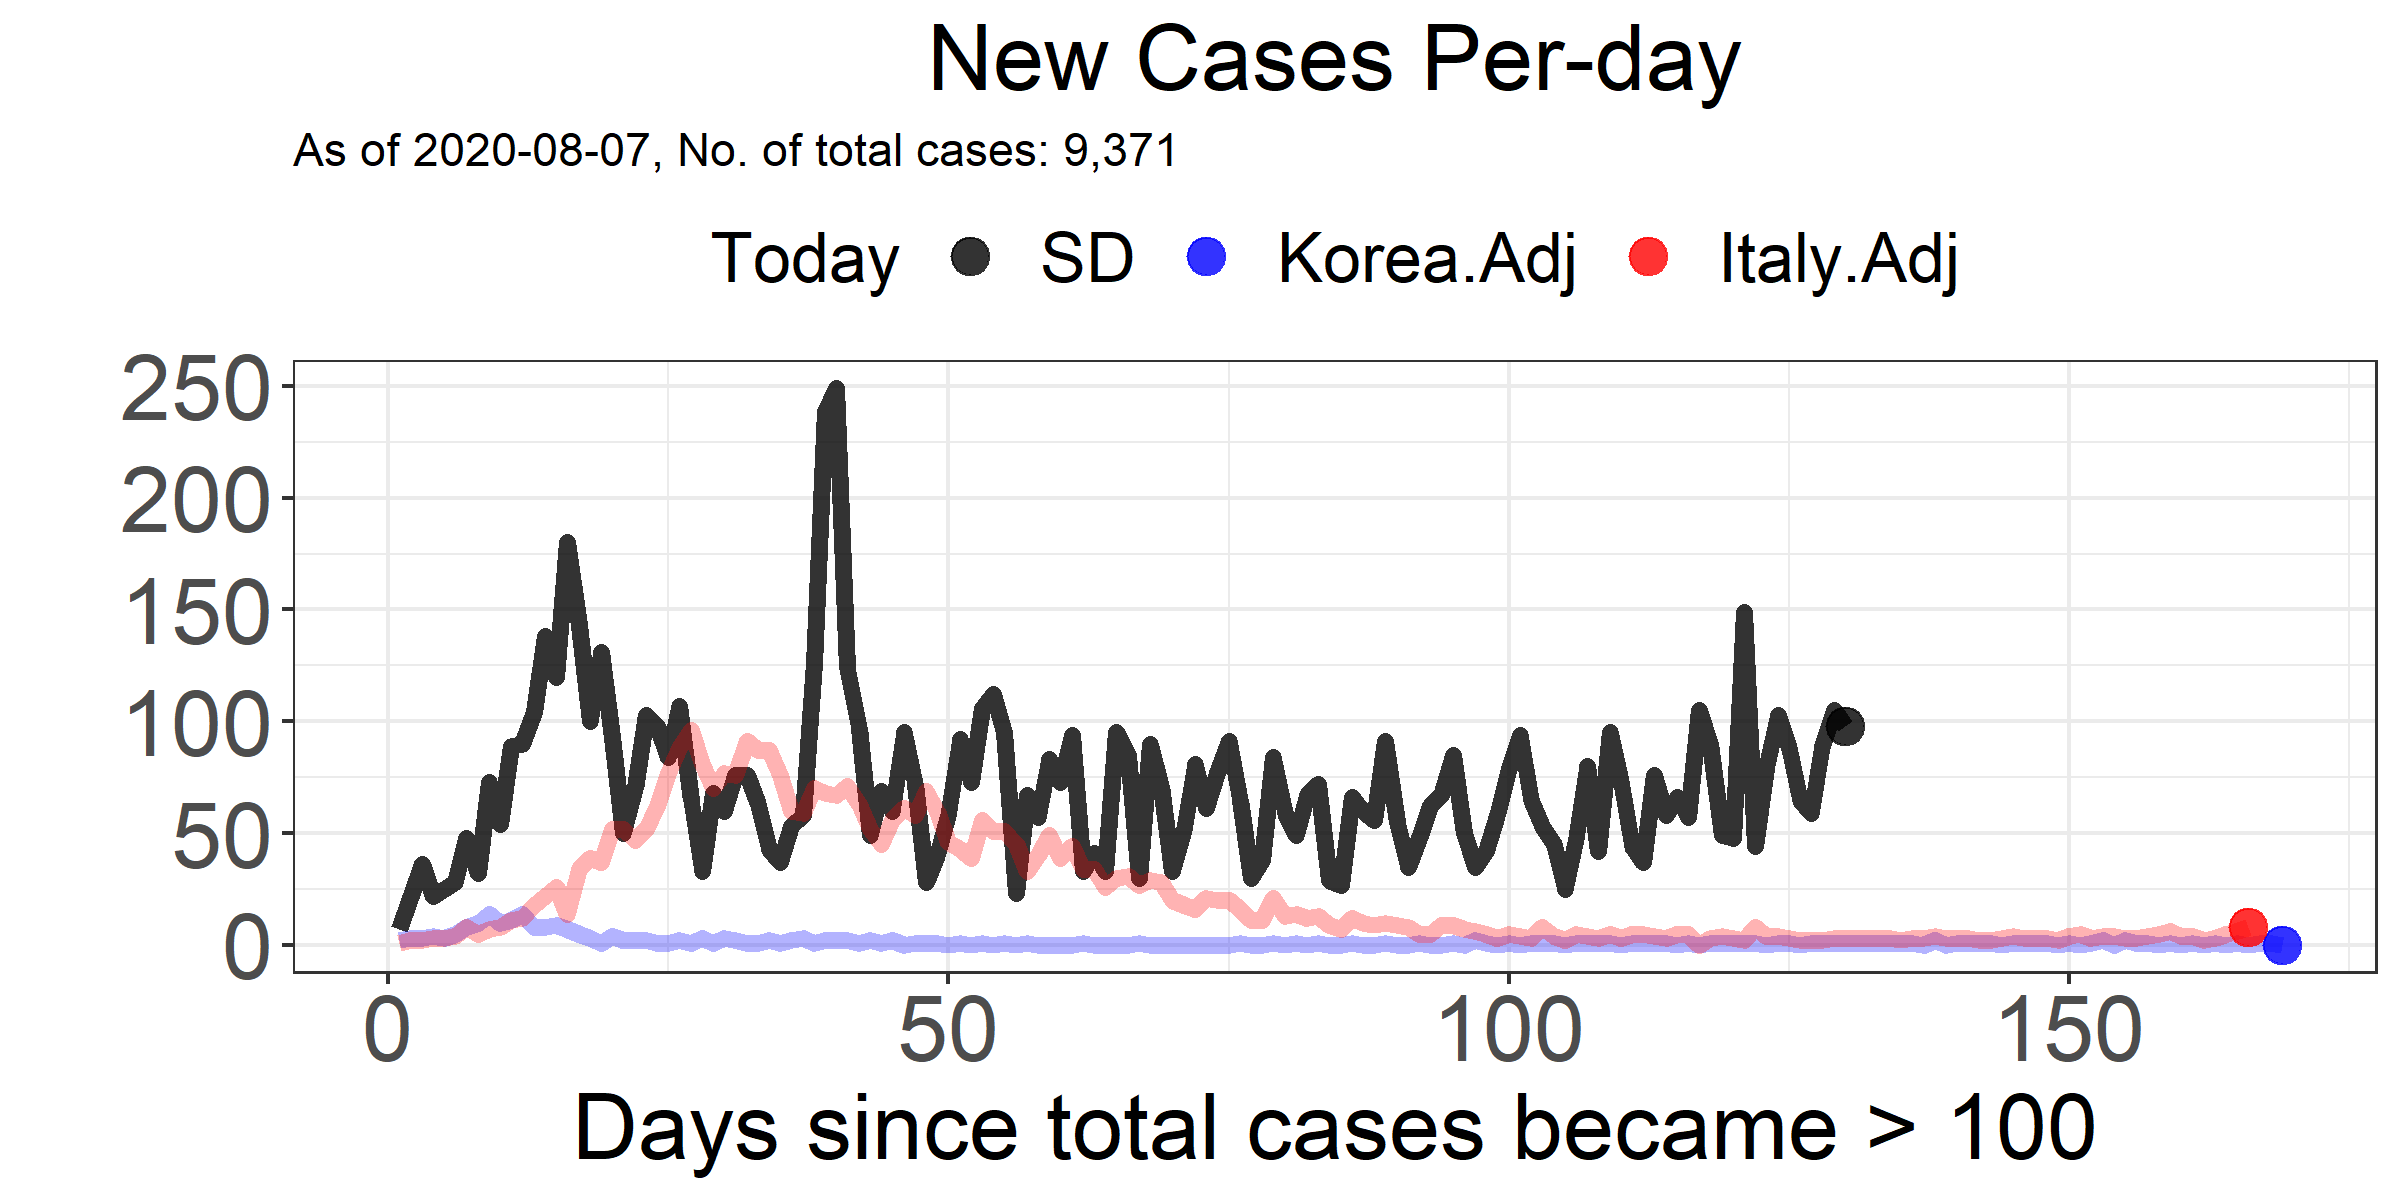 New Cases Per-day
As of 2020-08-07, No. of total cases: 9,371
Today SD Korea.Adj Italy.Adj
250
200
150
100
50
0
0 50 100 150
Days since total cases became > 100